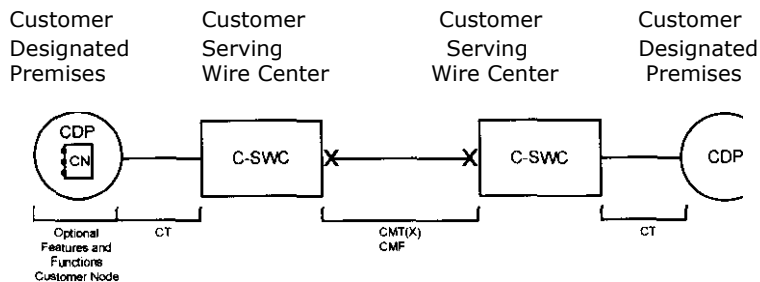 Customer Designated Premises
Customer Serving Wire Center
Customer Serving Wire Center
Customer Designated Premises
CDP
CN
C-SWC
X
X
C-SWC
CDP
Optional
Features and
Functions
Customer Node
CT
CMT(X)
CMF
CT